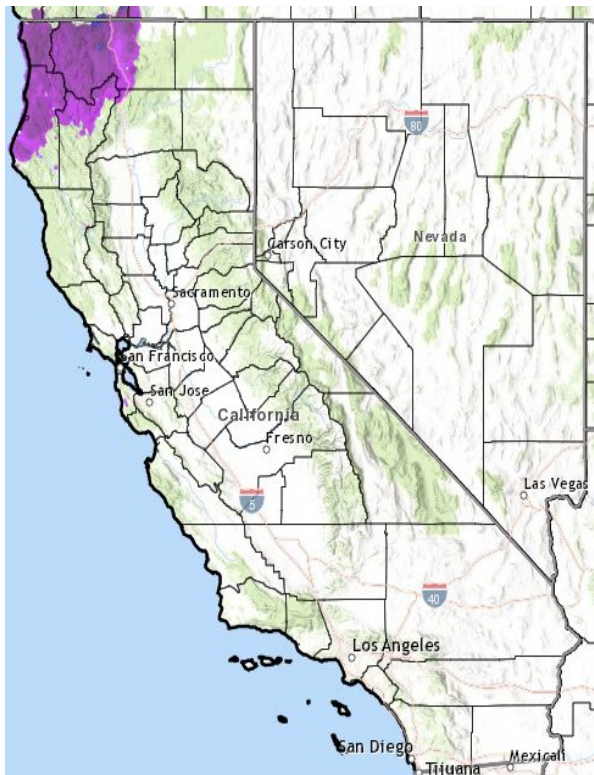 80
Carson City
Nevada
Sacramento
San Francisco
San Jose
California
Fresno
Las Vegas
5
40
Los Angeles
San Diego
Tijuana
Mexicali